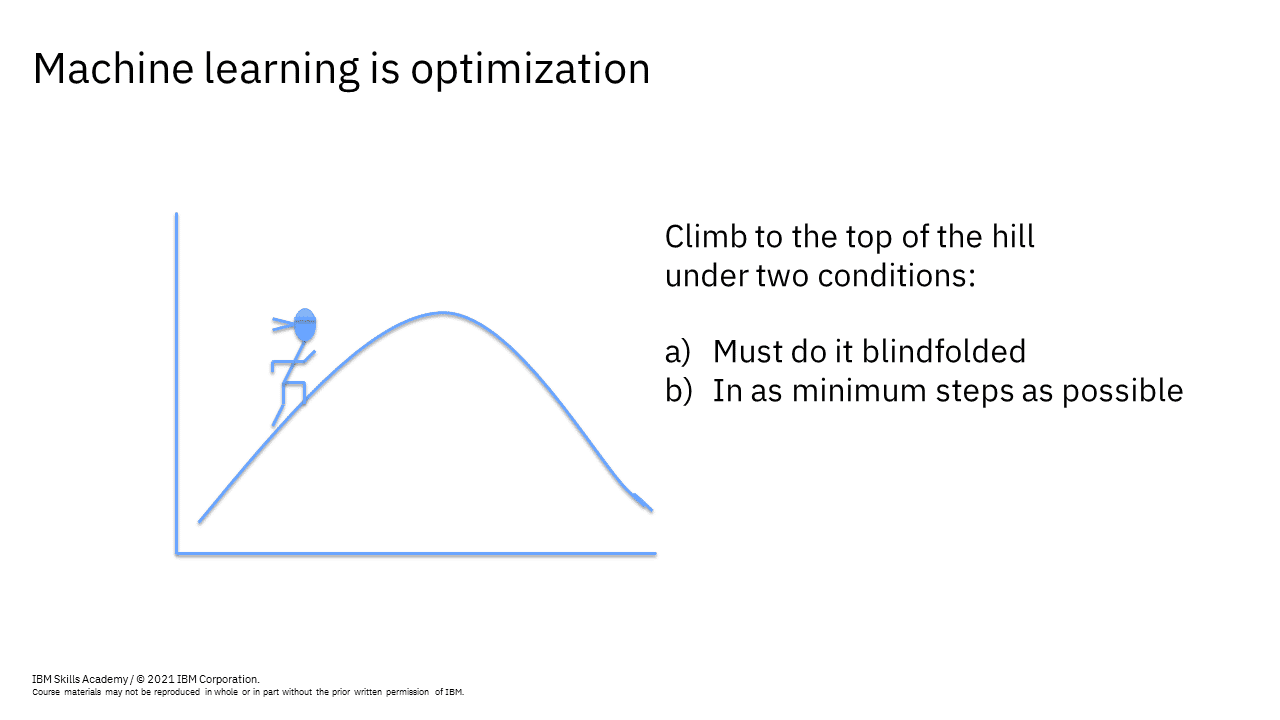 Machine learning is optimization
Climb to the top of the hill
under two conditions:
a) Must do it blindfolded
b) In as minimum steps as possible
IBM Skills Academy / © 2021 IBM Corporation.
Course materials may not be reproduced in whole or in part without the prior written permission of IBM.